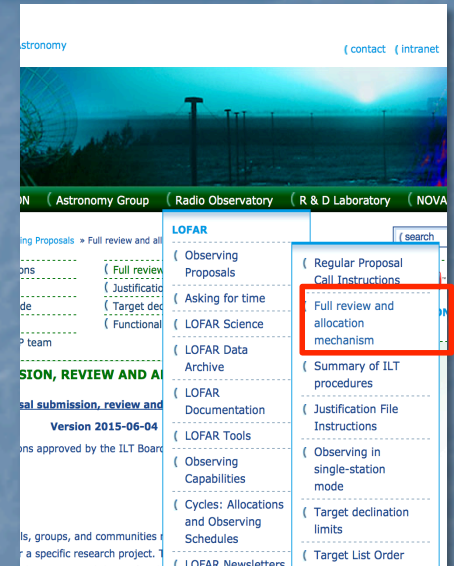 Astronomy
( contact ( intranet
ON ( Astronomy Group ( Radio Observatory ( R & D Laboratory ( NOVA
LOFAR
( search
ing Proposals » Full review and all
( Observing
Proposals
( Asking for time
( LOFAR Science
( LOFAR Data
Archive
( LOFAR
Documentation
( LOFAR Tools
( Observing
Capabilities
( Cycles: Allocations
and Observing
Schedules
( LOFAR Newsletters
( Regular Proposal
Call Instructions
( Full review and
allocation
mechanism
( Summary of ILT
procedures
( Justification File
Instructions
( Observing in
single-station
mode
( Target declination
limits
( Target List Order
ons
( Full review
( Justificatio
de
( Target dec
( Functional
P team
SION, REVIEW AND A
sal submission, review and
Version 2015-06-04
ons approved by the ILT Board
ls, groups, and communities
r a specific research project. T
ON